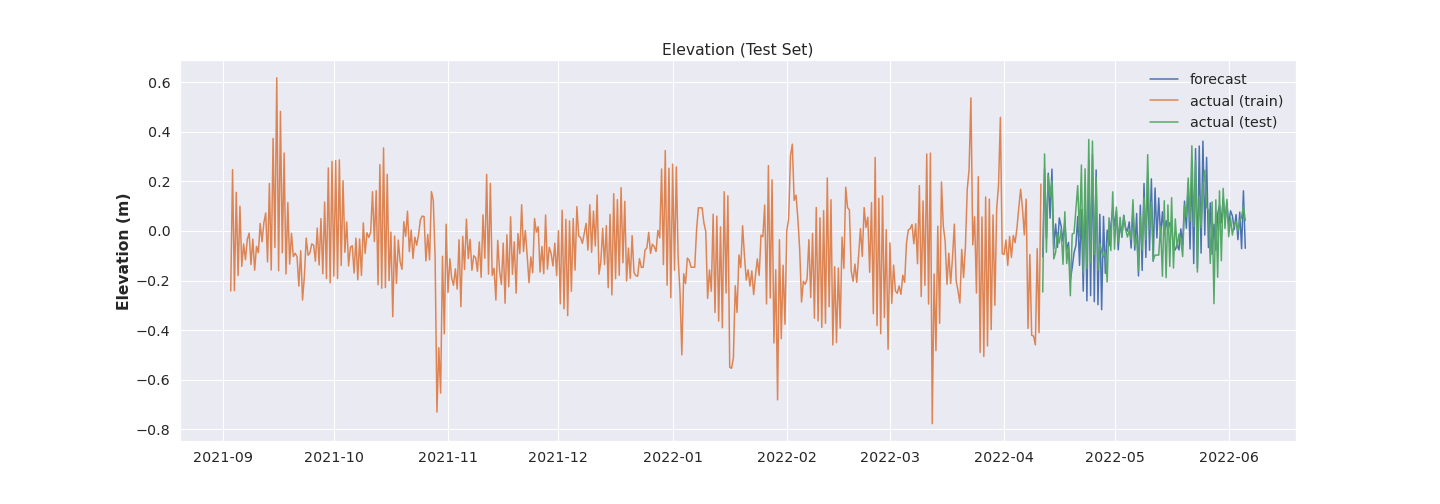 Elevation (Test Set)
Elevation (m)
0.6
0.4
0.2
0.0
−0.2
−0.4
−0.6
−0.8
forecast
actual (train)
actual (test)
2021-09 2021-10 2021-11 2021-12 2022-01 2022-02 2022-03 2022-04 2022-05 2022-06